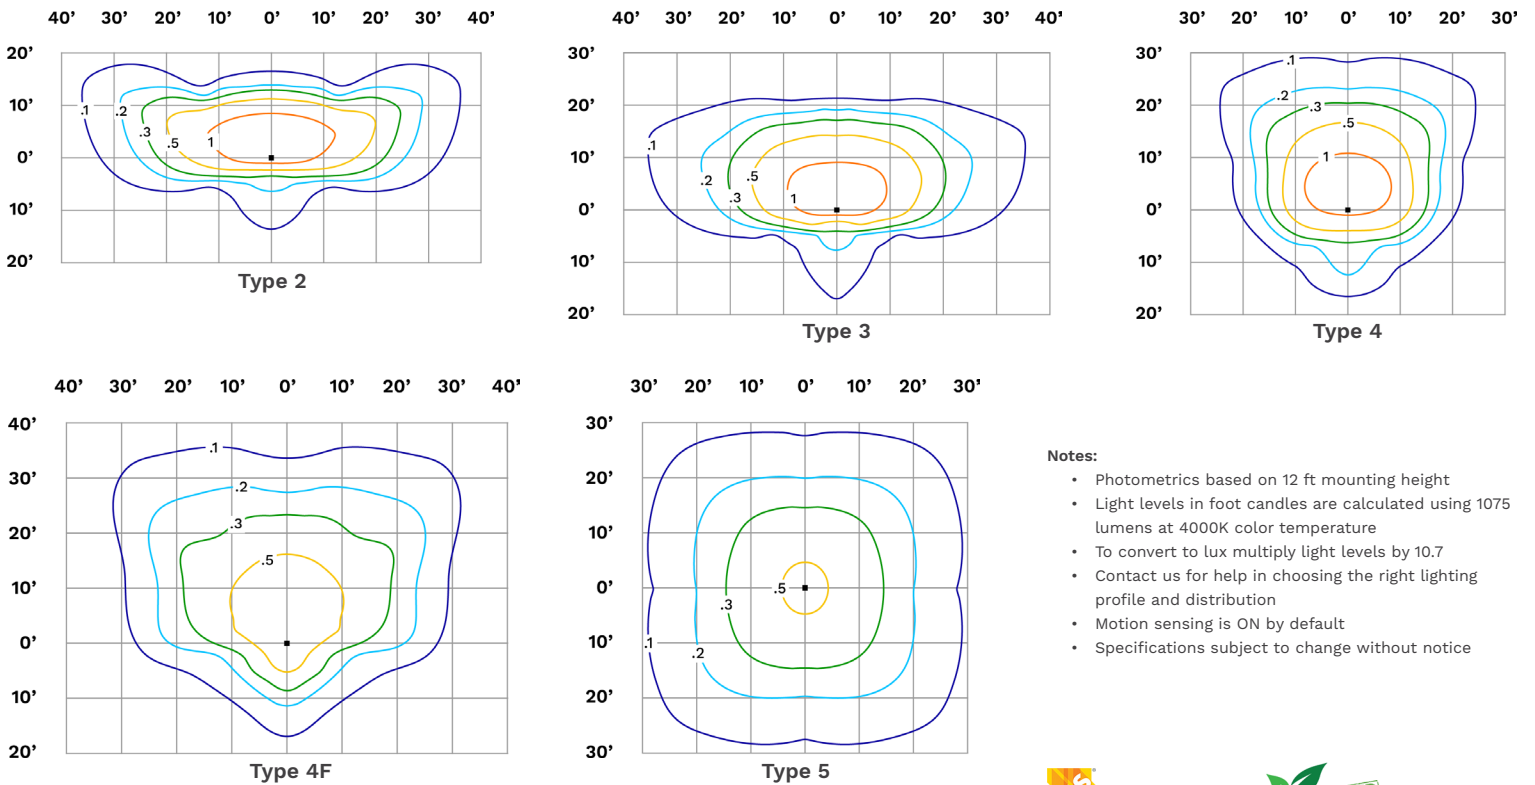 40’ 30’ 20’ 10’ 0’ 10’ 20’ 30’ 40’
20’
10’
0’
10’
20’
.1
.2
.3
.5
1
Type 2
40’ 30’ 20’ 10’ 0’ 10’ 20’ 30’ 40’
30’
20’
10’
0’
10’
20’
.1
.2
.3
.5
1
Type 3
30’ 20’ 10’ 0’ 10’ 20’ 30’
30’
20’
10’
0’
10’
20’
.1
.2
.3
.5
1
Type 4
40’ 30’ 20’ 10’ 0’ 10’ 20’ 30’ 40’
40’
30’
20’
10’
0’
10’
20’
.1
.2
.3
.5
Type 4F
30’ 20’ 10’ 0’ 10’ 20’ 30’
30’
20’
10’
0’
10’
20’
30’
.5
.3
.1
.2
Type 5
Notes:
• Photometrics based on 12 ft mounting height
• Light levels in foot candles are calculated using 1075
lumens at 4000K color temperature
• To convert to lux multiply light levels by 10.7
• Contact us for help in choosing the right lighting
profile and distribution
• Motion sensing is ON by default
• Specifications subject to change without notice